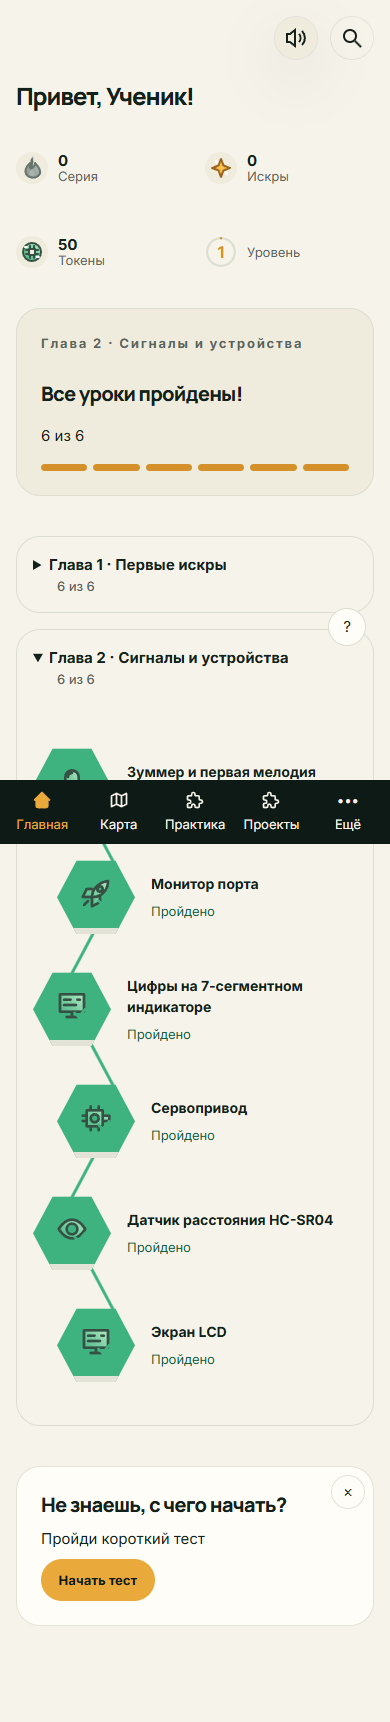 Привет, Ученик!
0
Серия
0
Искры
50
Токены
1
Уровень
Глава 2 · Сигналы и устройства
Все уроки пройдены!
6 из 6
Глава 1 · Первые искры
6 из 6
?
Глава 2 · Сигналы и устройства
6 из 6
Зуммер и первая мелодия
Главная
Карта
Практика
Проекты
Ещё
Монитор порта
Пройдено
Цифры на 7-сегментном
индикаторе
Пройдено
Сервопривод
Пройдено
Датчик расстояния HC-SR04
Пройдено
Экран LCD
Пройдено
Не знаешь, с чего начать?
Пройди короткий тест
Начать тест